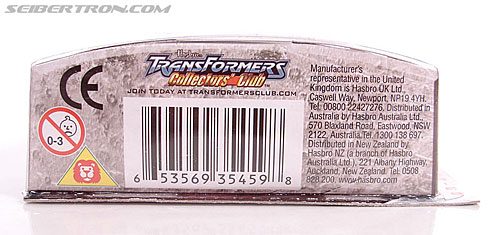 SEIBERTRON.COM
Hasbro
TRANSFORMERS
Collectors' Club
JOIN TODAY AT TRANSFORMERSCLUB.COM
CE
0-3
6 53569 35459 8
Manufacturer's
representative in the United
Kingdom is Hasbro UK Ltd.,
Caswell Way, Newport, NP19 4YH.
Tel: 00800 22427276. Distributed in
Australia by Hasbro Australia Ltd.,
570 Blaxland Road, Eastwood, NSW
2122, Australia.Tel: 1300 138 697.
Distributed in New Zealand by
Hasbro NZ (a branch of Hasbro
Australia Ltd.), 221 Albany Highway,
Auckland, New Zealand. Tel: 0508
828 200. www.hasbro.com
SEIBERTRON.COM